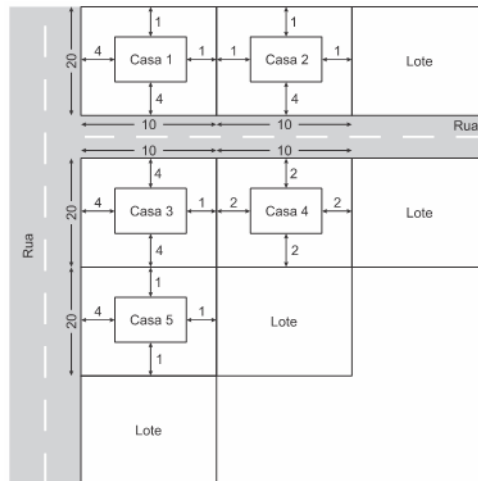 1 1
4 Casa 1 1 1 Casa 2 1 Lote
20
4 4
10 10 Rua
10 10
4 2
20 4 Casa 3 1 2 Casa 4 2 Lote
4 2
Rua
1
20 4 Casa 5 1 Lote
1
Lote